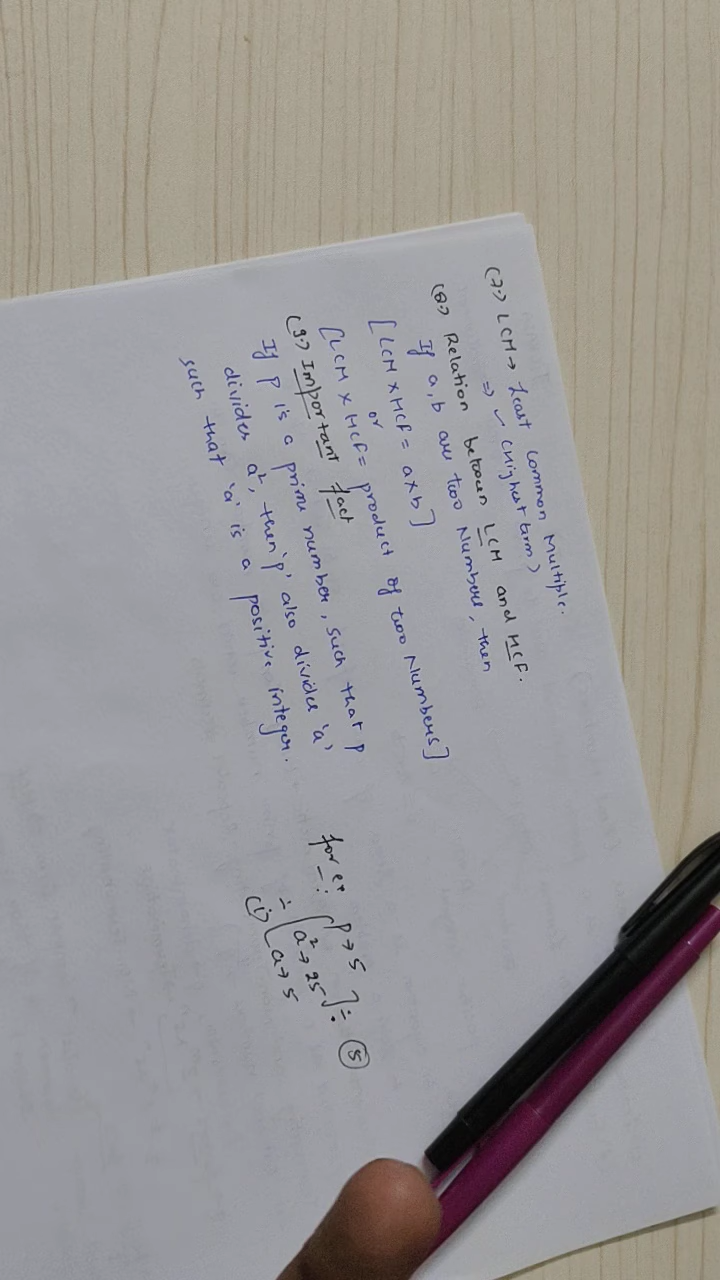 (7.) LCM → Least Common Multiple.
⇒ ✓ (highest term)
(8.) Relation between LCM and HCF.
If a, b are two Numbers, then
[LCM × HCF = a×b]
or
[LCM × HCF = product of two Numbers]
(9.) Important fact
If P is a prime number, such that P
divides a², then 'p' also divides 'a'
such that 'a' is a positive integer.
for ex :
(i) P → 5
a² → 25
a → 5
= 5